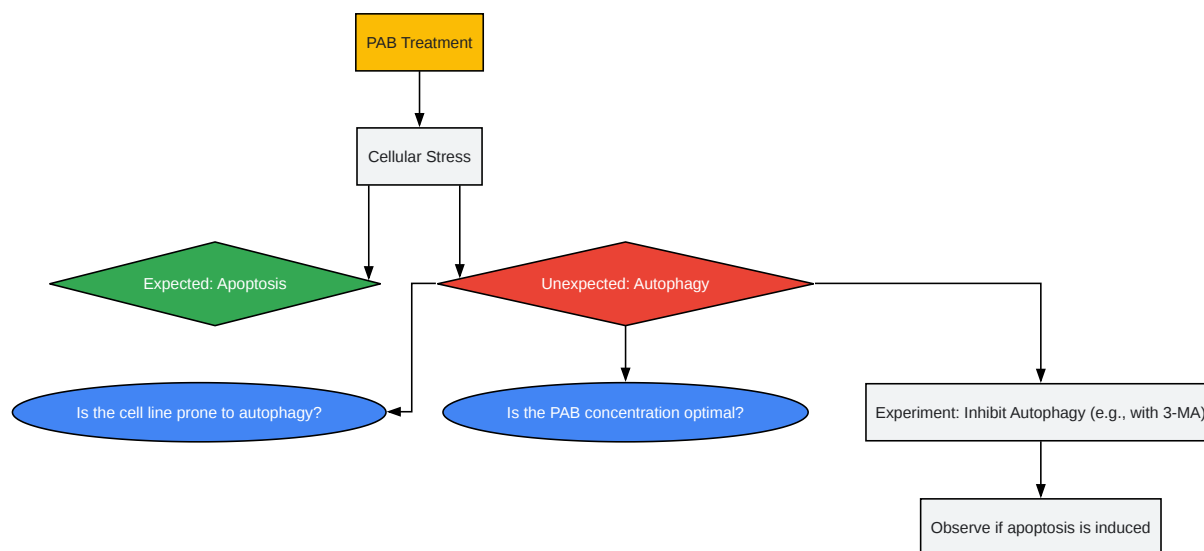 PAB Treatment
Cellular Stress
Expected: Apoptosis
Unexpected: Autophagy
Is the cell line prone to autophagy?
Is the PAB concentration optimal?
Experiment: Inhibit Autophagy (e.g., with 3-MA)
Observe if apoptosis is induced